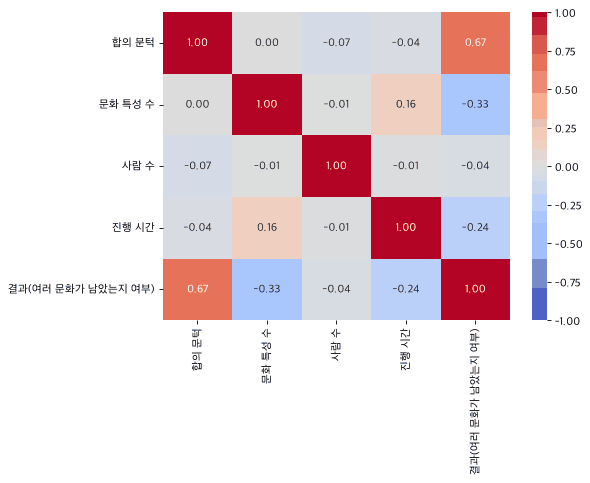 합의 문턱 1.00 0.00 -0.07 -0.04 0.67
문화 특성 수 0.00 1.00 -0.01 0.16 -0.33
사람 수 -0.07 -0.01 1.00 -0.01 -0.04
진행 시간 -0.04 0.16 -0.01 1.00 -0.24
결과(여러 문화가 남았는지 여부) 0.67 -0.33 -0.04 -0.24 1.00
합의 문턱
문화 특성 수
사람 수
진행 시간
결과(여러 문화가 남았는지 여부)
1.00
0.75
0.50
0.25
0.00
-0.25
-0.50
-0.75
-1.00